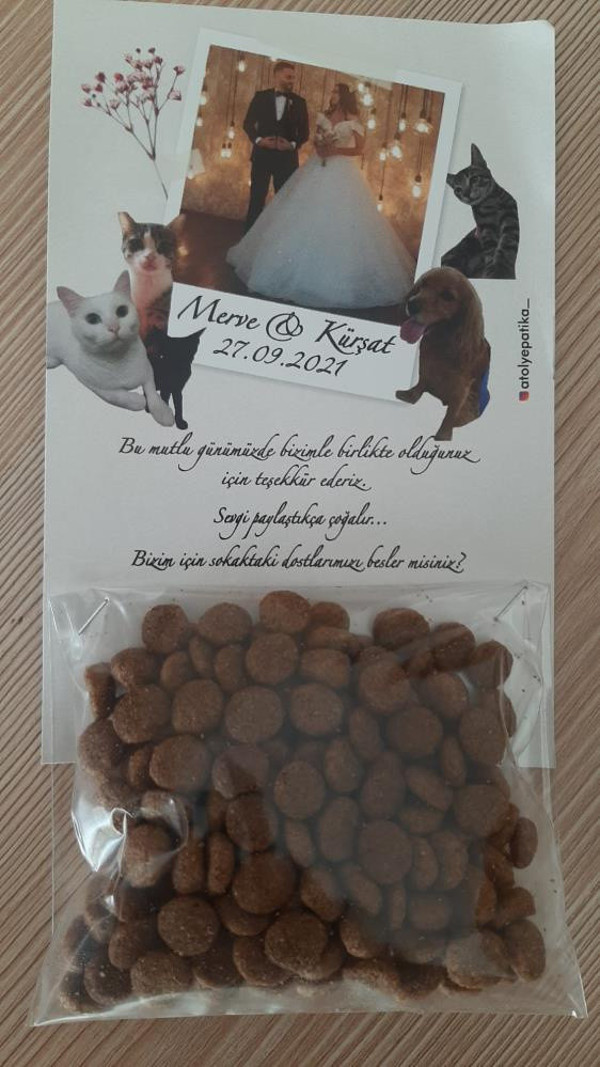 Merve & Kürşat
27.09.2021
atolyepatika_
Bu mutlu günümüzde bizimle birlikte olduğunuz
için teşekkür ederiz.
Sevgi paylaştıkça çoğalır...
Bizim için sokaktaki dostlarımızı besler misiniz?